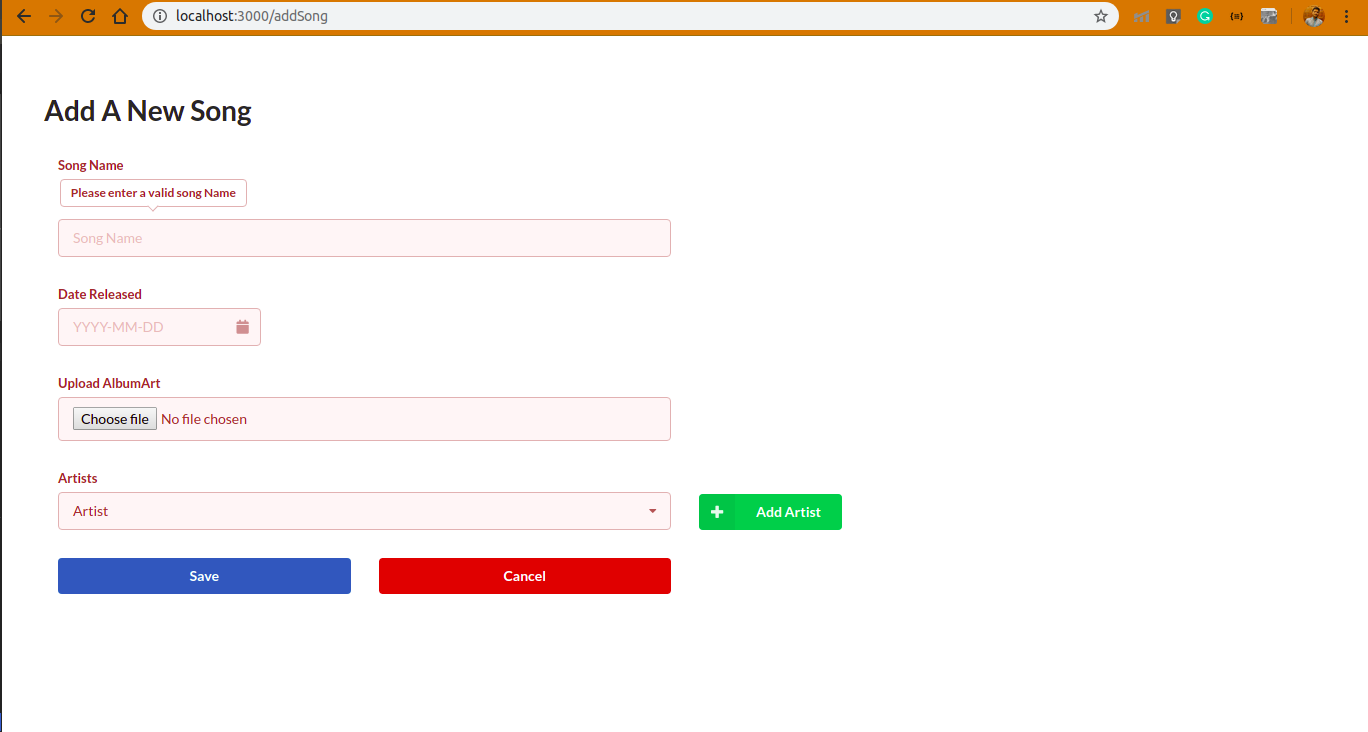 localhost:3000/addSong
Add A New Song
Song Name
Please enter a valid song Name
Song Name
Date Released
YYYY-MM-DD
Upload AlbumArt
Choose file No file chosen
Artists
Artist
Add Artist
Save Cancel